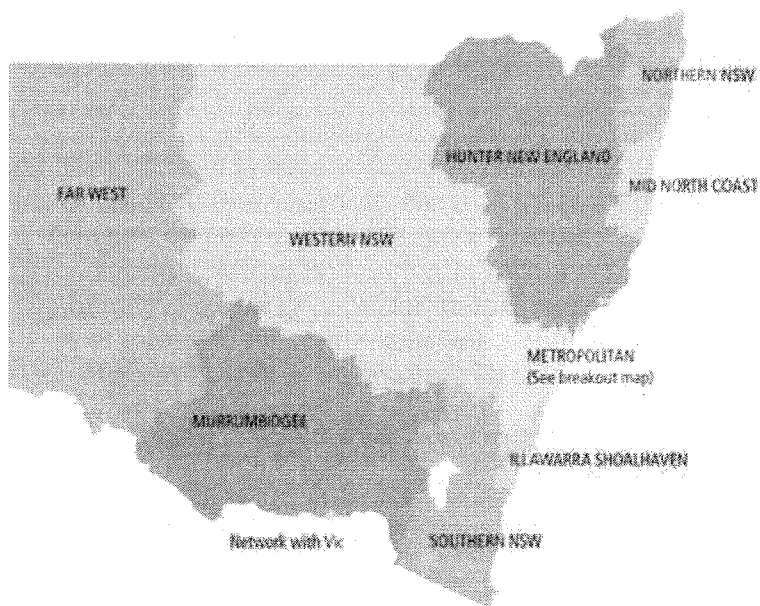 NORTHERN NSW
HUNTER NEW ENGLAND
MID NORTH COAST
FAR WEST
WESTERN NSW
METROPOLITAN
(See breakout map)
MURRUMBIDGEE
ILLAWARRA SHOALHAVEN
Network with Vic
SOUTHERN NSW